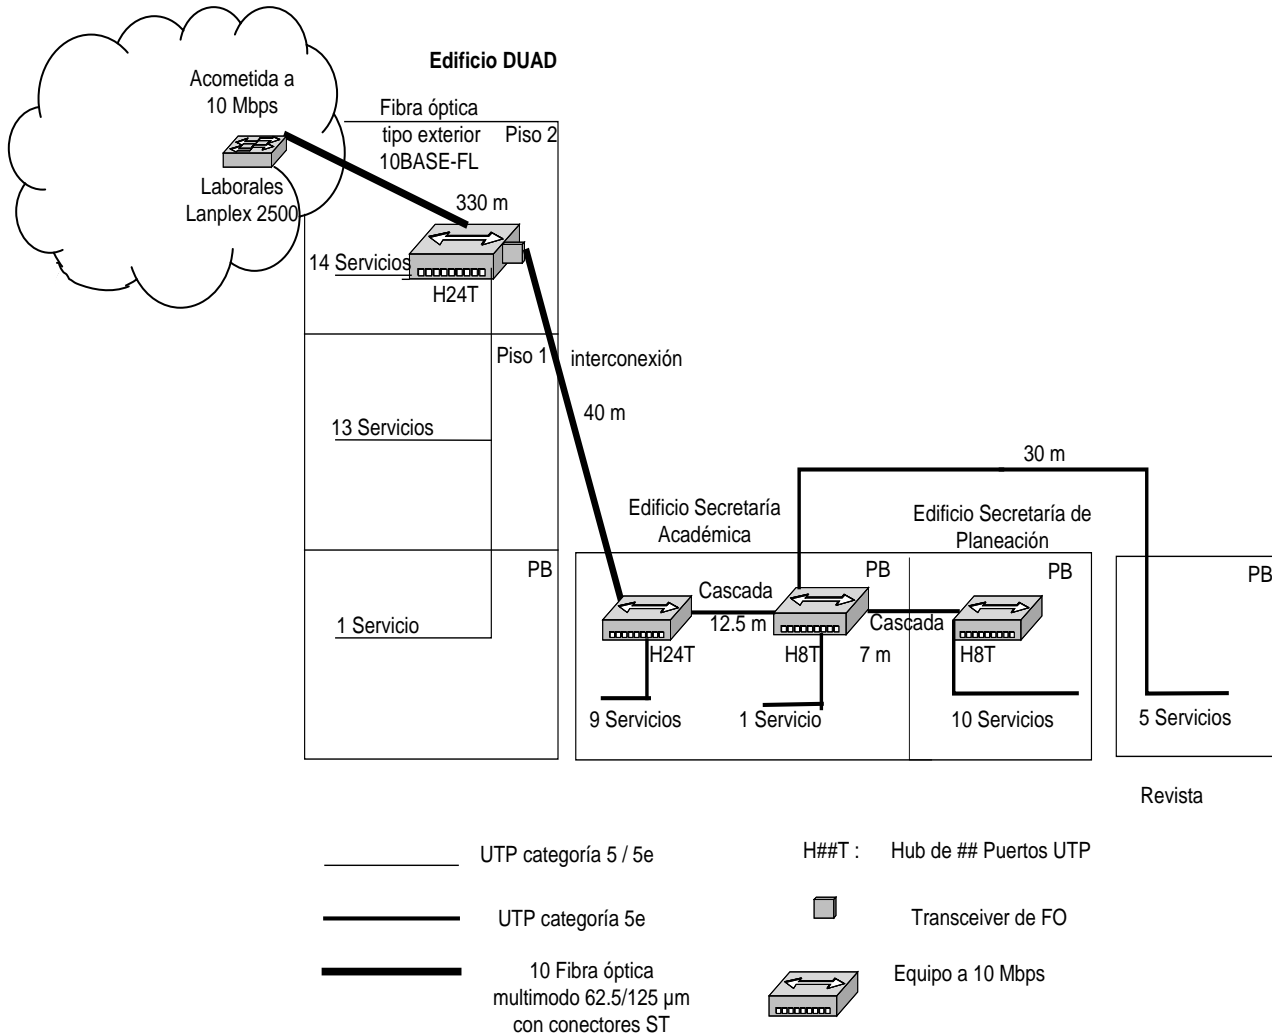 Edificio DUAD
Acometida a
10 Mbps
Fibra óptica
tipo exterior
10BASE-FL
Piso 2
Laborales
Lanplex 2500
330 m
14 Servicios
H24T
Piso 1
interconexión
40 m
13 Servicios
30 m
Edificio Secretaría
Académica
Edificio Secretaría de
Planeación
PB
PB
PB
PB
Cascada
12.5 m
Cascada
7 m
1 Servicio
H24T
H8T
H8T
9 Servicios
1 Servicio
10 Servicios
5 Servicios
Revista
UTP categoría 5 / 5e
H##T :
Hub de ## Puertos UTP
UTP categoría 5e
Transceiver de FO
10 Fibra óptica
multimodo 62.5/125 µm
con conectores ST
Equipo a 10 Mbps